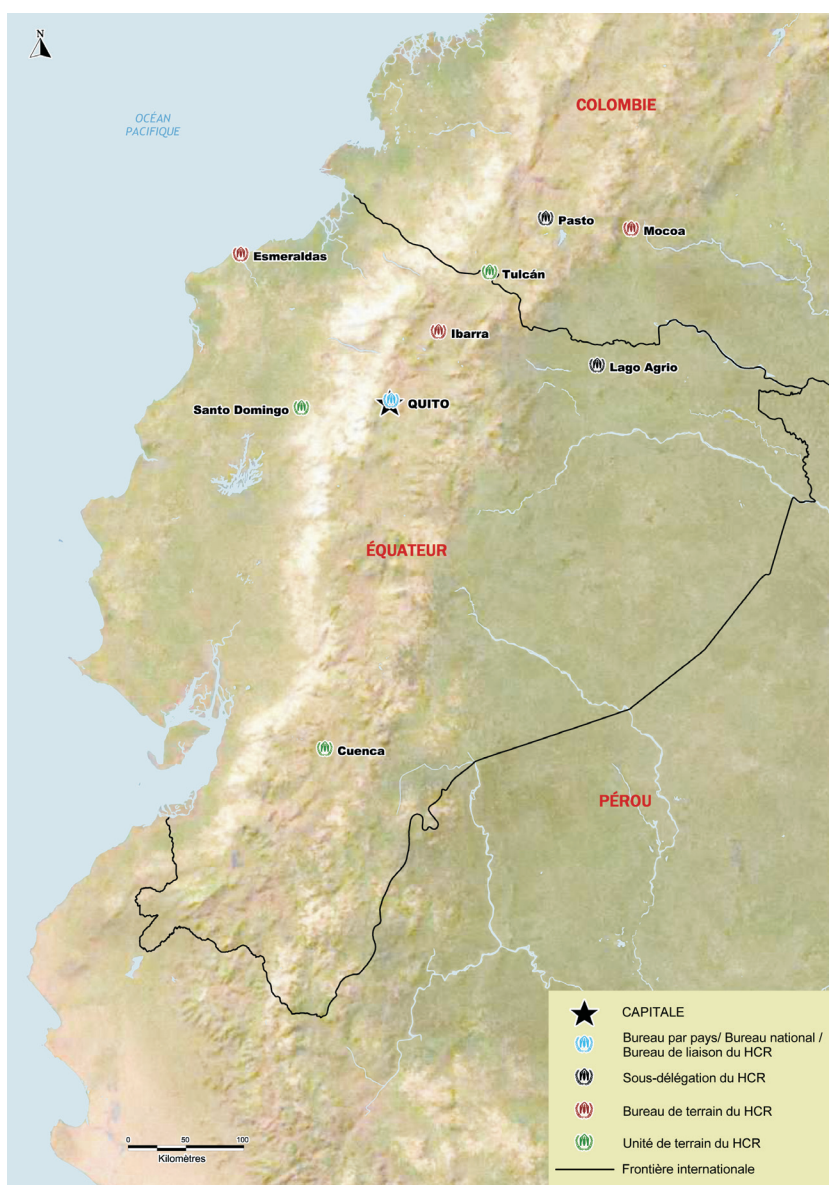 N
COLOMBIE
OCÉAN
PACIFIQUE
Pasto
Mocoa
Esmeraldas
Tulcán
Ibarra
Lago Agrio
Santo Domingo
QUITO
ÉQUATEUR
Cuenca
PÉROU
CAPITALE
Bureau par pays/ Bureau national /
Bureau de liaison du HCR
Sous-délégation du HCR
Bureau de terrain du HCR
Unité de terrain du HCR
Frontière internationale
0 50 100
Kilomètres